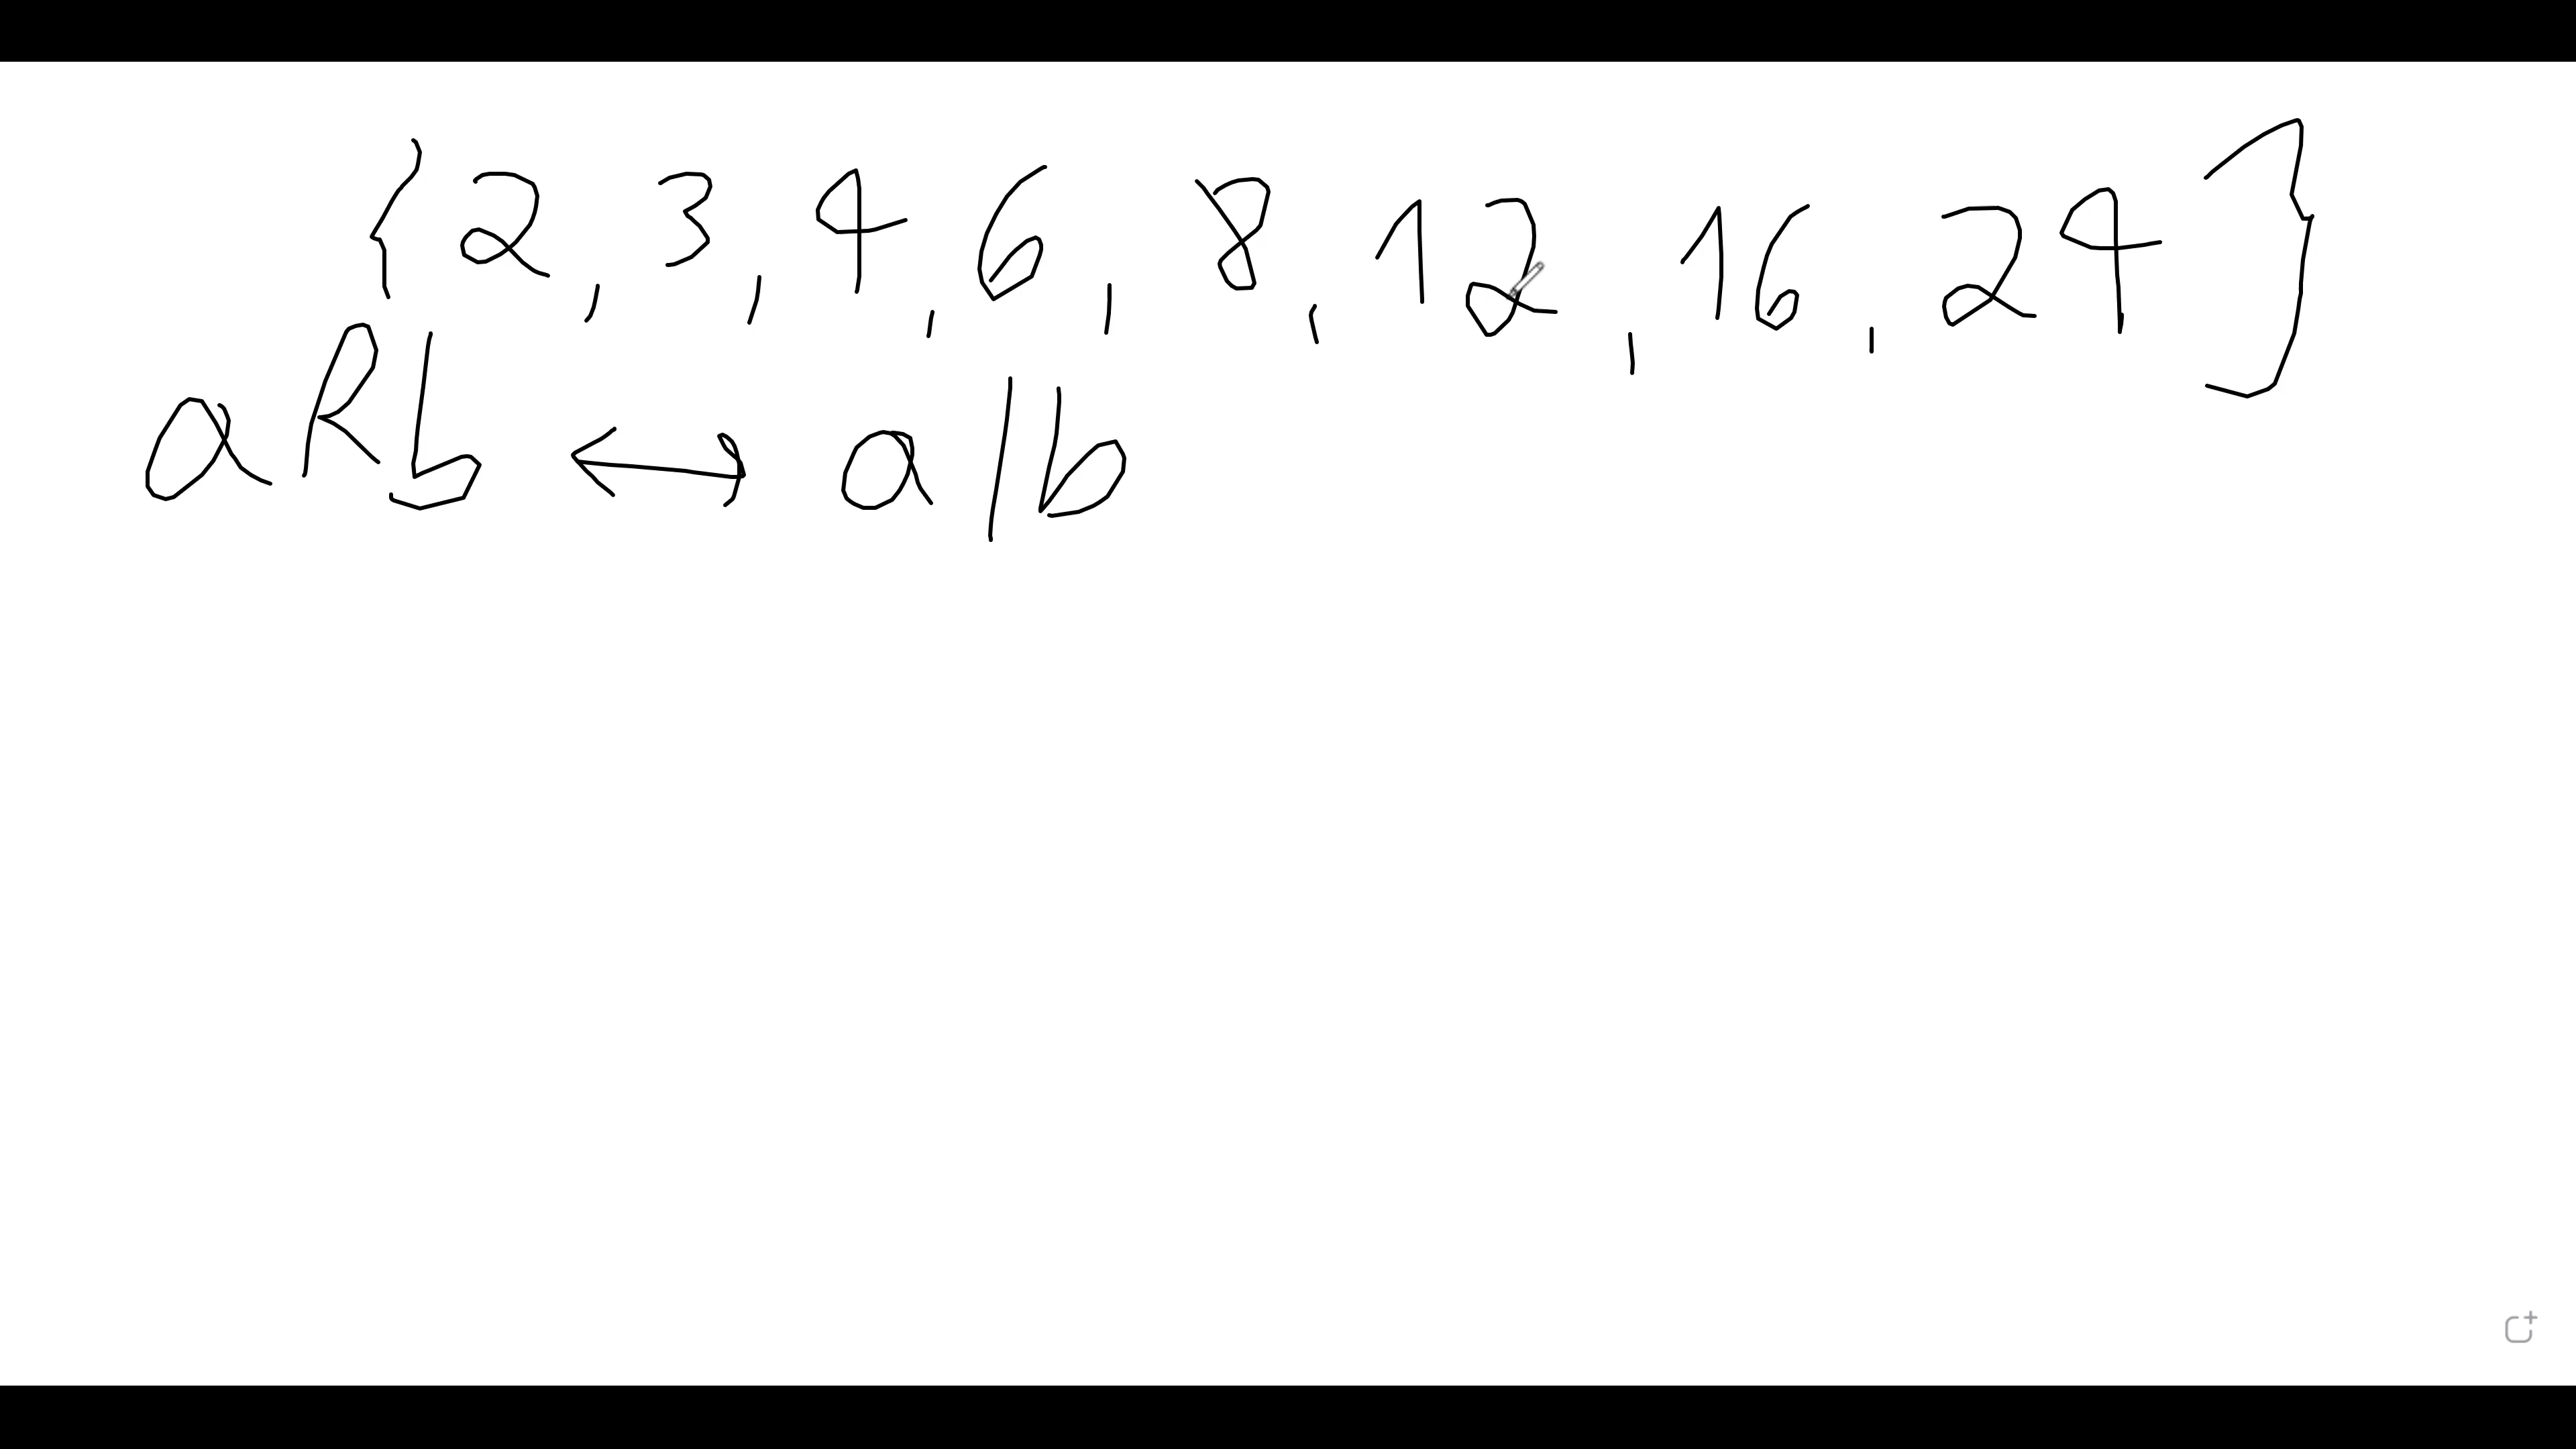 {2, 3, 4, 6, 8, 12, 16, 24}
aRb ↔ a|b